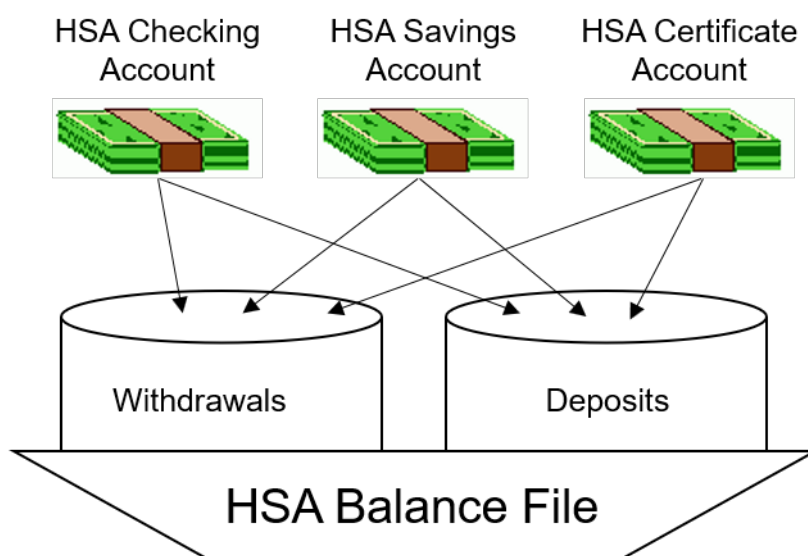 HSA Checking
Account
HSA Savings
Account
HSA Certificate
Account
Withdrawals
Deposits
HSA Balance File